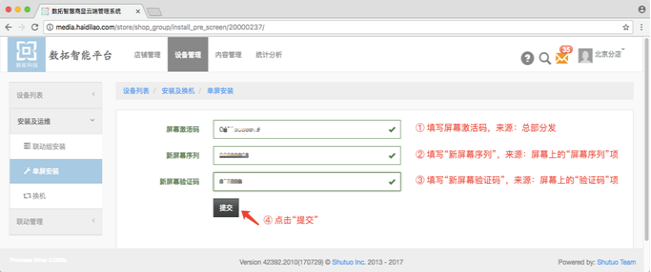 数拓智慧商显云端管理系统
media.haidilao.com/store/shop_group/install_pre_screen/20000237/
数拓智能平台
店铺管理 设备管理 内容管理 统计分析
35
北京分店
设备列表
设备列表 / 安装及换机 / 单屏安装
安装及运维
联动组安装
单屏安装
换机
联动管理
屏幕激活码
① 填写屏幕激活码，来源：总部分发
新屏幕序列
② 填写“新屏幕序列”，来源：屏幕上的“屏幕序列”项
新屏幕验证码
③ 填写“新屏幕验证码”，来源：屏幕上的“验证码”项
提交
④ 点击“提交”
Version 42392.2010(170729) © Shutuo Inc. 2013 - 2017
Powered by: Shutuo Team